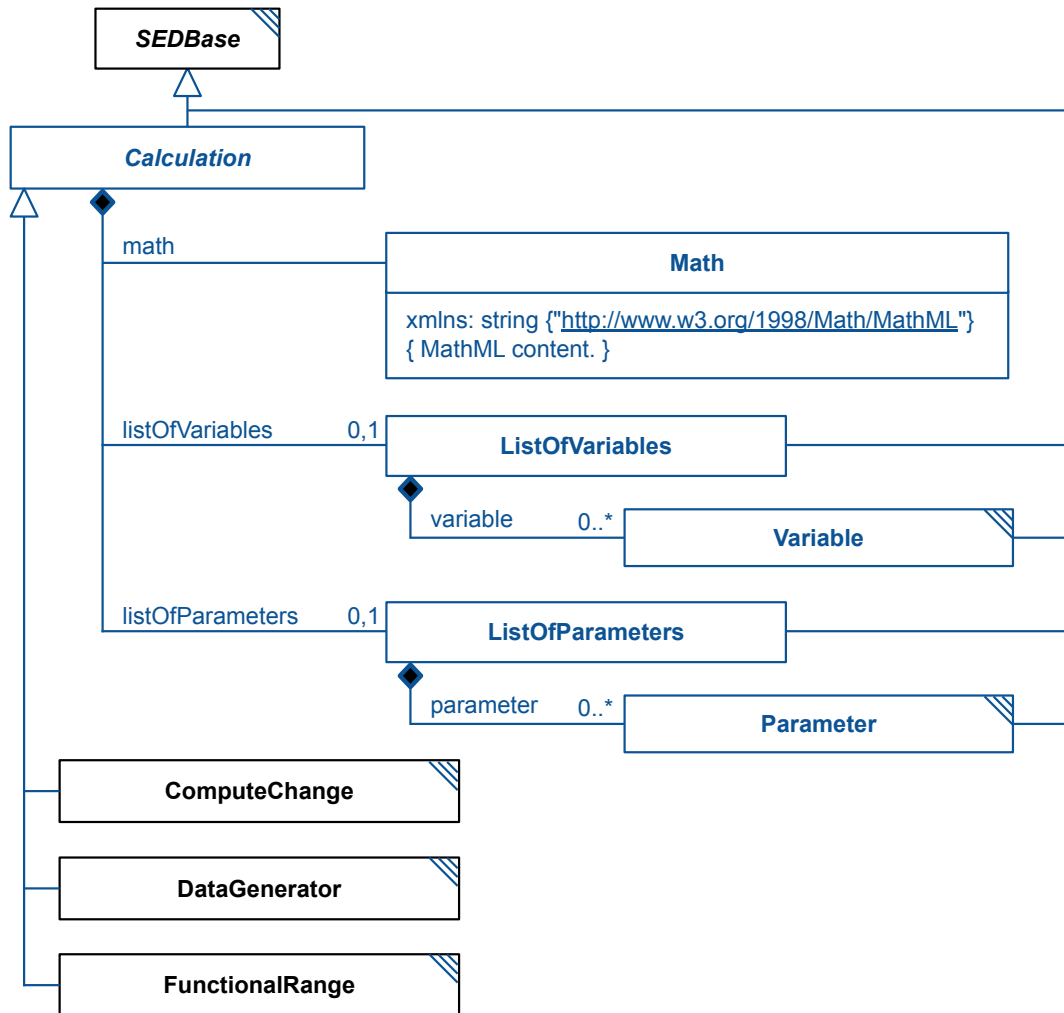 SEDBase
Calculation
math
Math
xmlns: string {"http://www.w3.org/1998/Math/MathML"}
{ MathML content. }
listOfVariables 0,1
ListOfVariables
variable 0..*
Variable
listOfParameters 0,1
ListOfParameters
parameter 0..*
Parameter
ComputeChange
DataGenerator
FunctionalRange